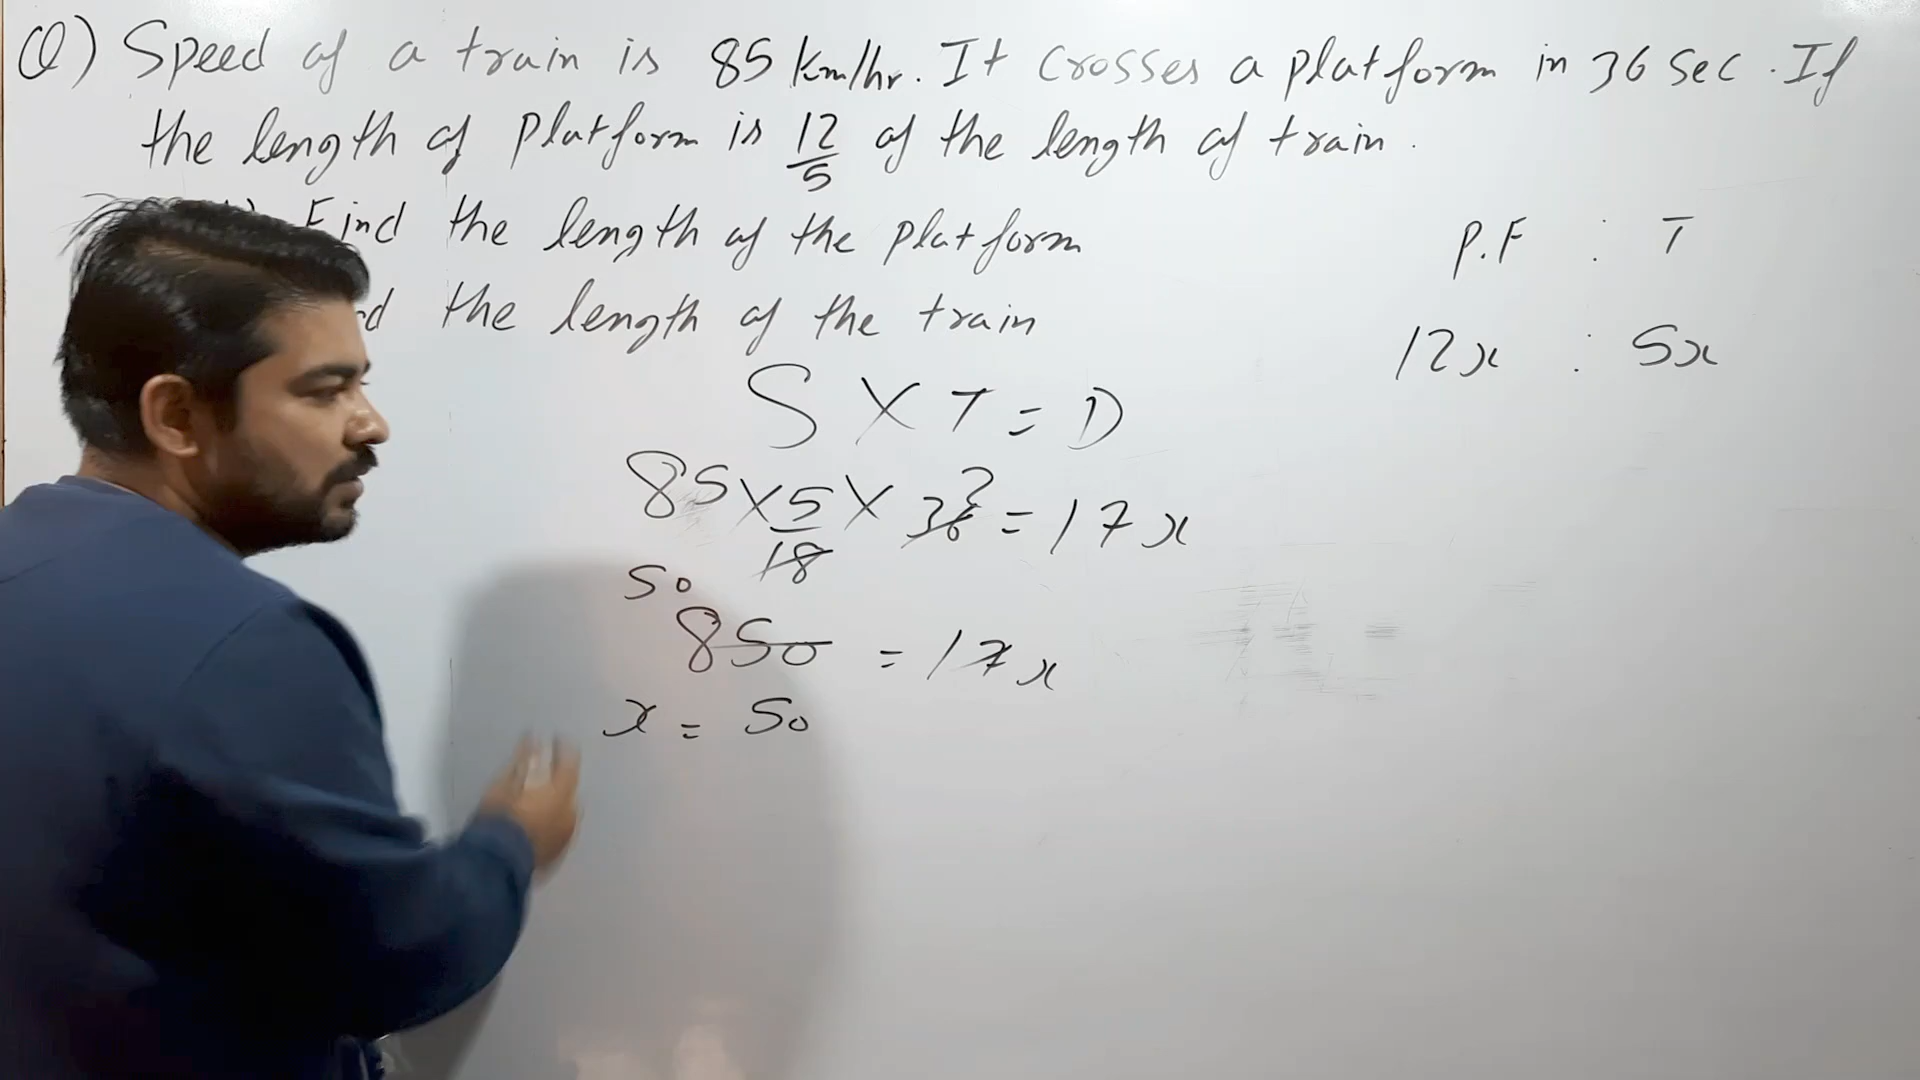 Q) Speed of a train is 85 km/hr. It crosses a platform in 36 sec. If
the length of platform is 12/5 of the length of train.
Find the length of the platform
the length of the train
P.F : T
12x : 5x
S X T = D
85 X 5/18 X 36 2 = 17x
50
850 = 17x
x = 50